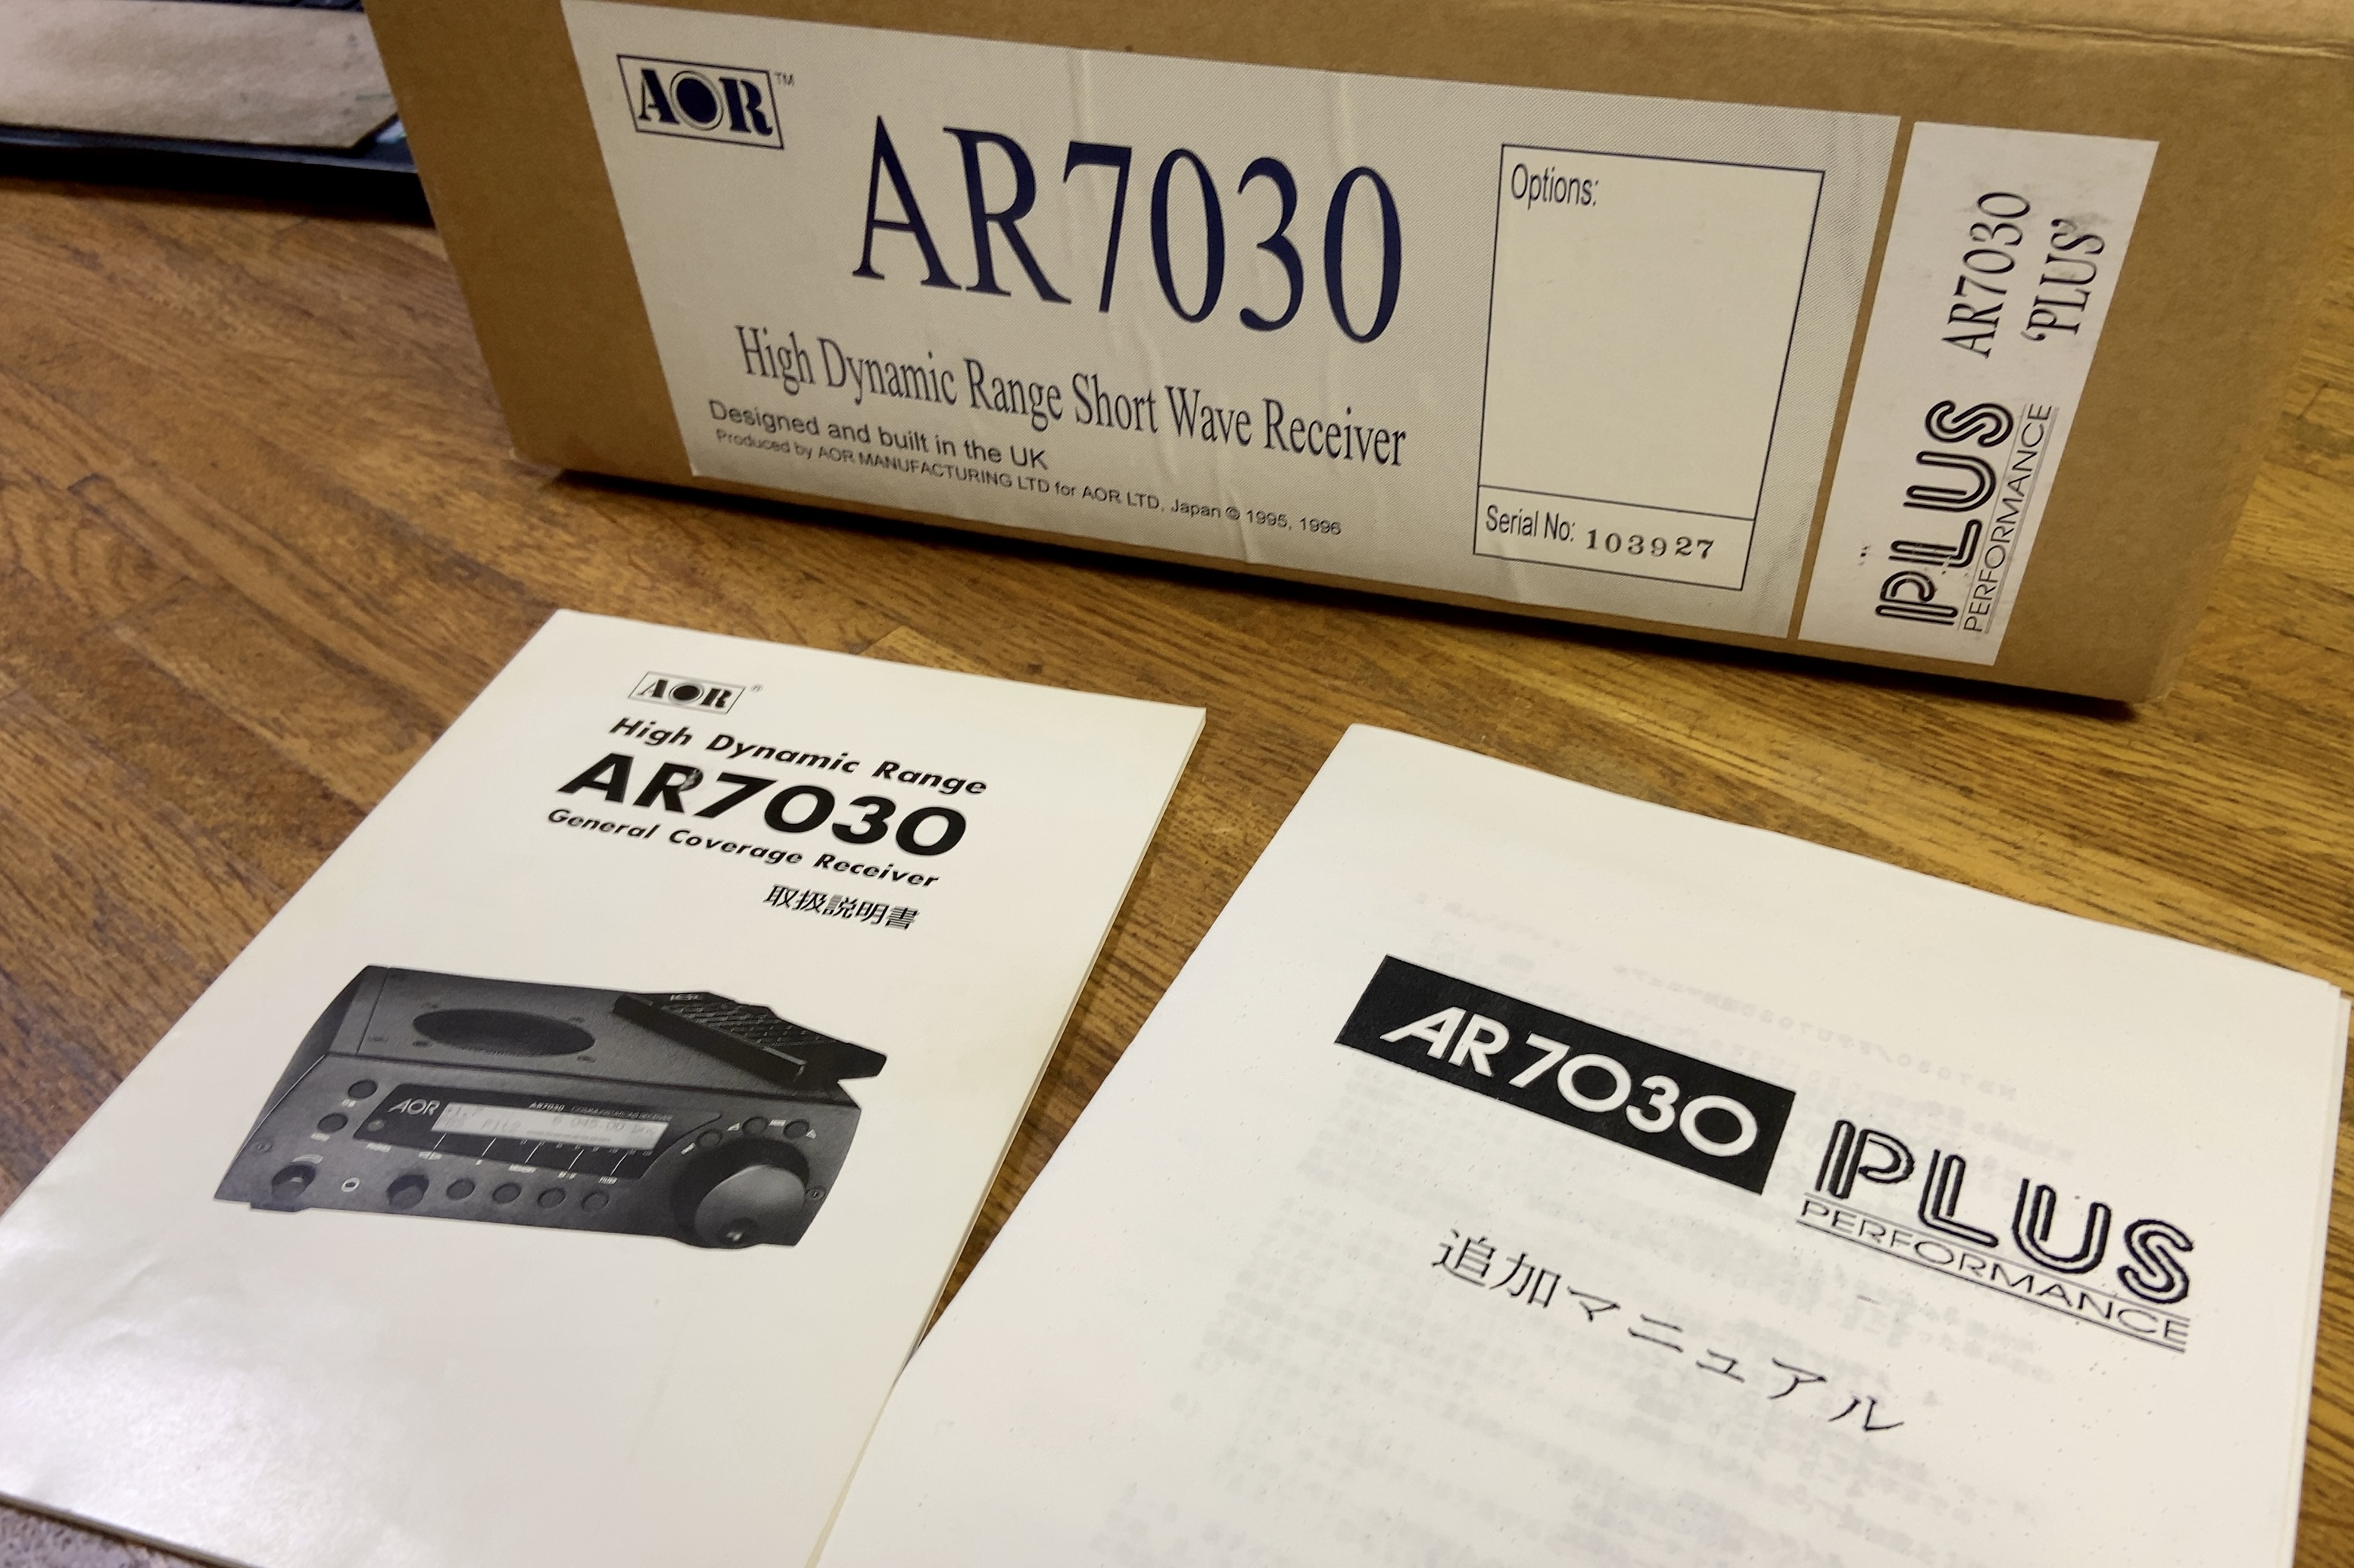 AOR™
AR7030
High Dynamic Range Short Wave Receiver
Designed and built in the UK
Produced by AOR MANUFACTURING LTD for AOR LTD, Japan © 1995, 1996
Options:
Serial No: 103927
PLUS
PERFORMANCE
AR7030
‘PLUS’
AOR®
High Dynamic Range
AR7030
General Coverage Receiver
取扱説明書
AOR
AR7030
PLUS
PERFORMANCE
追加マニュアル